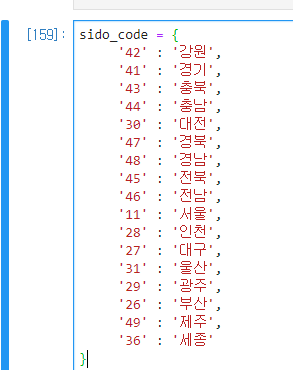 [159]: sido_code = {
'42' : '강원',
'41' : '경기',
'43' : '충북',
'44' : '충남',
'30' : '대전',
'47' : '경북',
'48' : '경남',
'45' : '전북',
'46' : '전남',
'11' : '서울',
'28' : '인천',
'27' : '대구',
'31' : '울산',
'29' : '광주',
'26' : '부산',
'49' : '제주',
'36' : '세종'
}